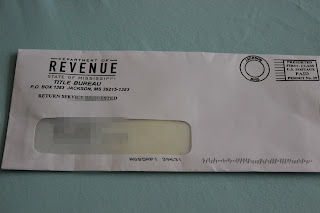 DEPARTMENT OF
REVENUE
STATE OF MISSISSIPPI
TITLE BUREAU
P.O. BOX 1383 JACKSON, MS 39215-1383
RETURN SERVICE REQUESTED
PRESORTED
FIRST CLASS
U.S. POSTAGE
PAID